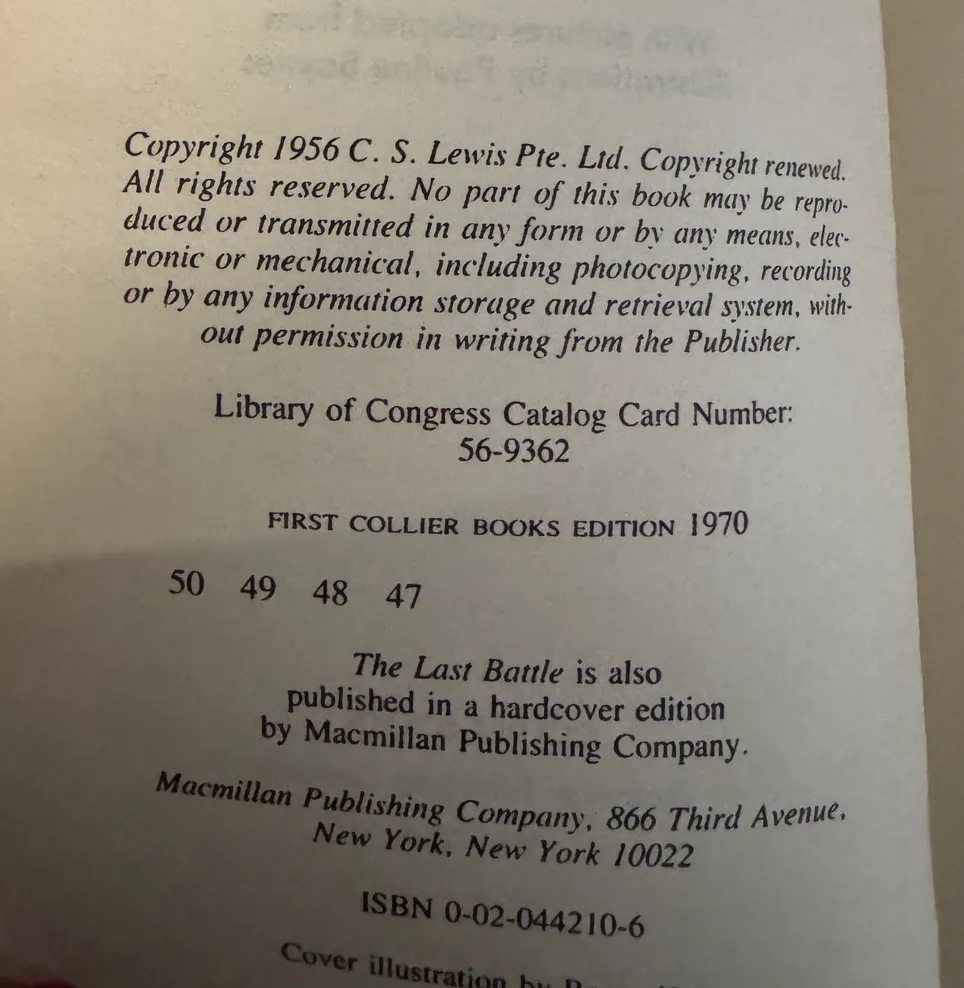 Copyright 1956 C. S. Lewis Pte. Ltd. Copyright renewed.
All rights reserved. No part of this book may be repro-
duced or transmitted in any form or by any means, elec-
tronic or mechanical, including photocopying, recording
or by any information storage and retrieval system, with-
out permission in writing from the Publisher.
Library of Congress Catalog Card Number:
56-9362
FIRST COLLIER BOOKS EDITION 1970
50 49 48 47
The Last Battle is also
published in a hardcover edition
by Macmillan Publishing Company.
Macmillan Publishing Company, 866 Third Avenue,
New York, New York 10022
ISBN 0-02-044210-6
Cover illustration by